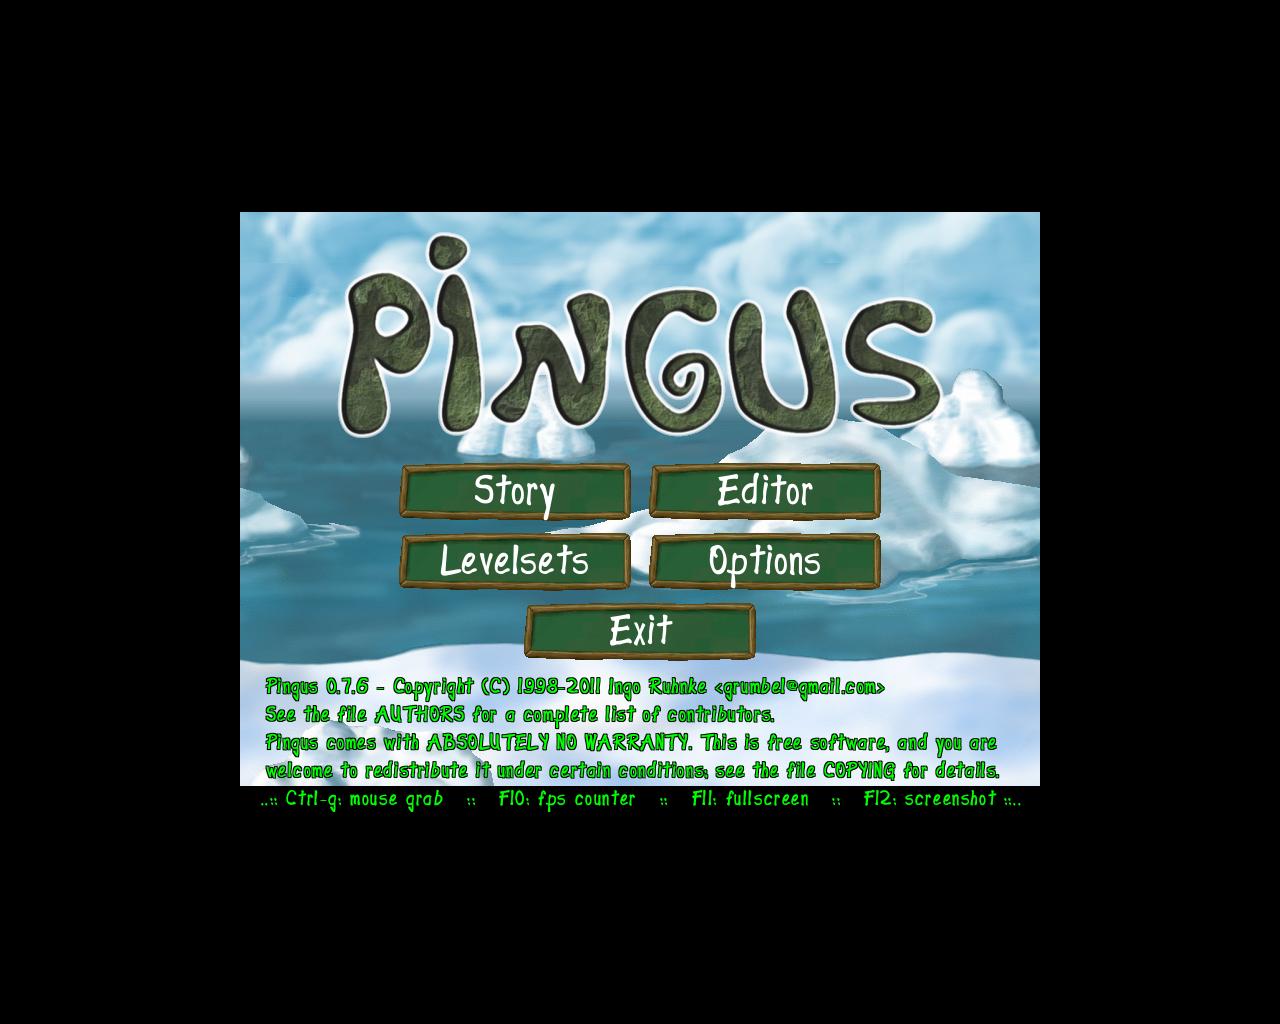 PiNGUS
Story
Editor
Levelsets
Options
Exit
Pingus 0.7.6 - Copyright (C) 1998-2011 Ingo Ruhnke <grumbel@gmail.com>
See the file AUTHORS for a complete list of contributors.
Pingus comes with ABSOLUTELY NO WARRANTY. This is free software, and you are
welcome to redistribute it under certain conditions; see the file COPYING for details.
..:: Ctrl-g: mouse grab :: F10: fps counter :: F11: fullscreen :: F12: screenshot ::..